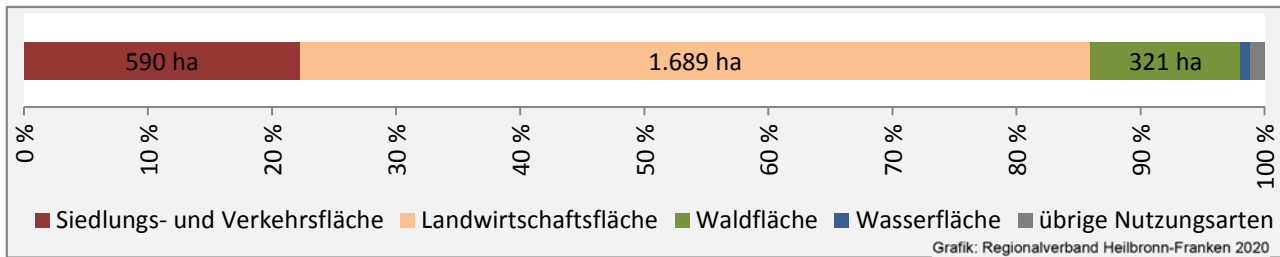 590 ha 1.689 ha 321 ha
0 % 10 % 20 % 30 % 40 % 50 % 60 % 70 % 80 % 90 % 100 %
Siedlungs- und Verkehrsfläche Landwirtschaftsfläche Waldfläche Wasserfläche übrige Nutzungsarten
Grafik: Regionalverband Heilbronn-Franken 2020